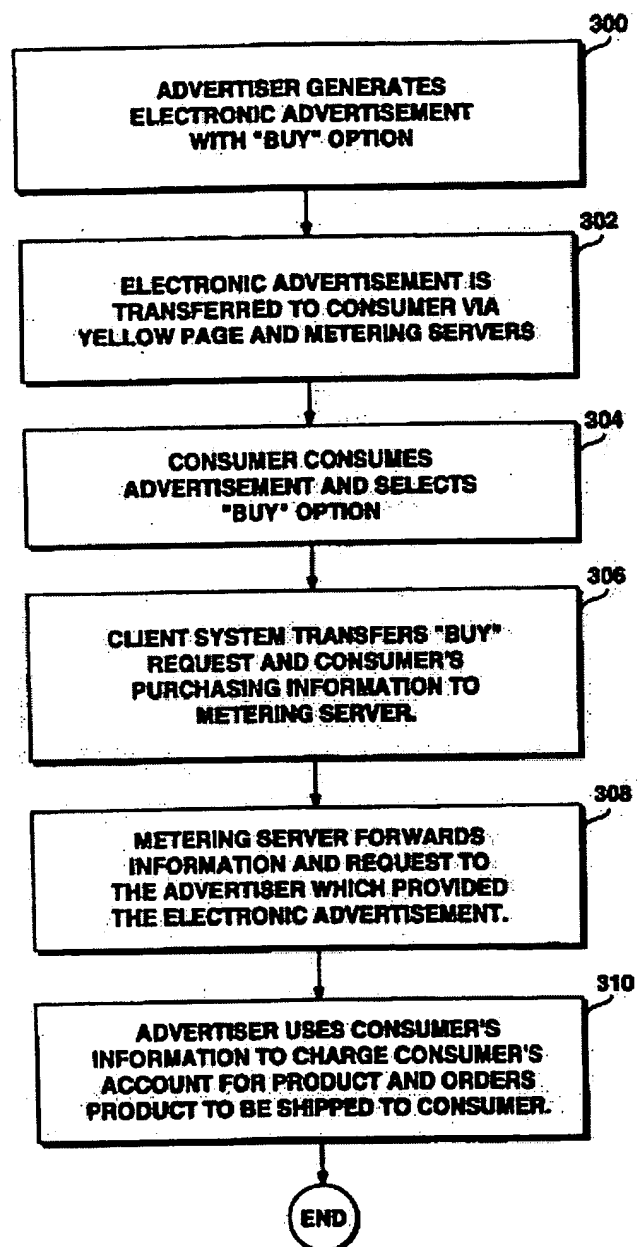 300
ADVERTISER GENERATES
ELECTRONIC ADVERTISEMENT
WITH "BUY" OPTION
302
ELECTRONIC ADVERTISEMENT IS
TRANSFERRED TO CONSUMER VIA
YELLOW PAGE AND METERING SERVERS
304
CONSUMER CONSUMES
ADVERTISEMENT AND SELECTS
"BUY" OPTION
306
CLIENT SYSTEM TRANSFERS "BUY"
REQUEST AND CONSUMER'S
PURCHASING INFORMATION TO
METERING SERVER.
308
METERING SERVER FORWARDS
INFORMATION AND REQUEST TO
THE ADVERTISER WHICH PROVIDED
THE ELECTRONIC ADVERTISEMENT.
310
ADVERTISER USES CONSUMER'S
INFORMATION TO CHARGE CONSUMER'S
ACCOUNT FOR PRODUCT AND ORDERS
PRODUCT TO BE SHIPPED TO CONSUMER.
END